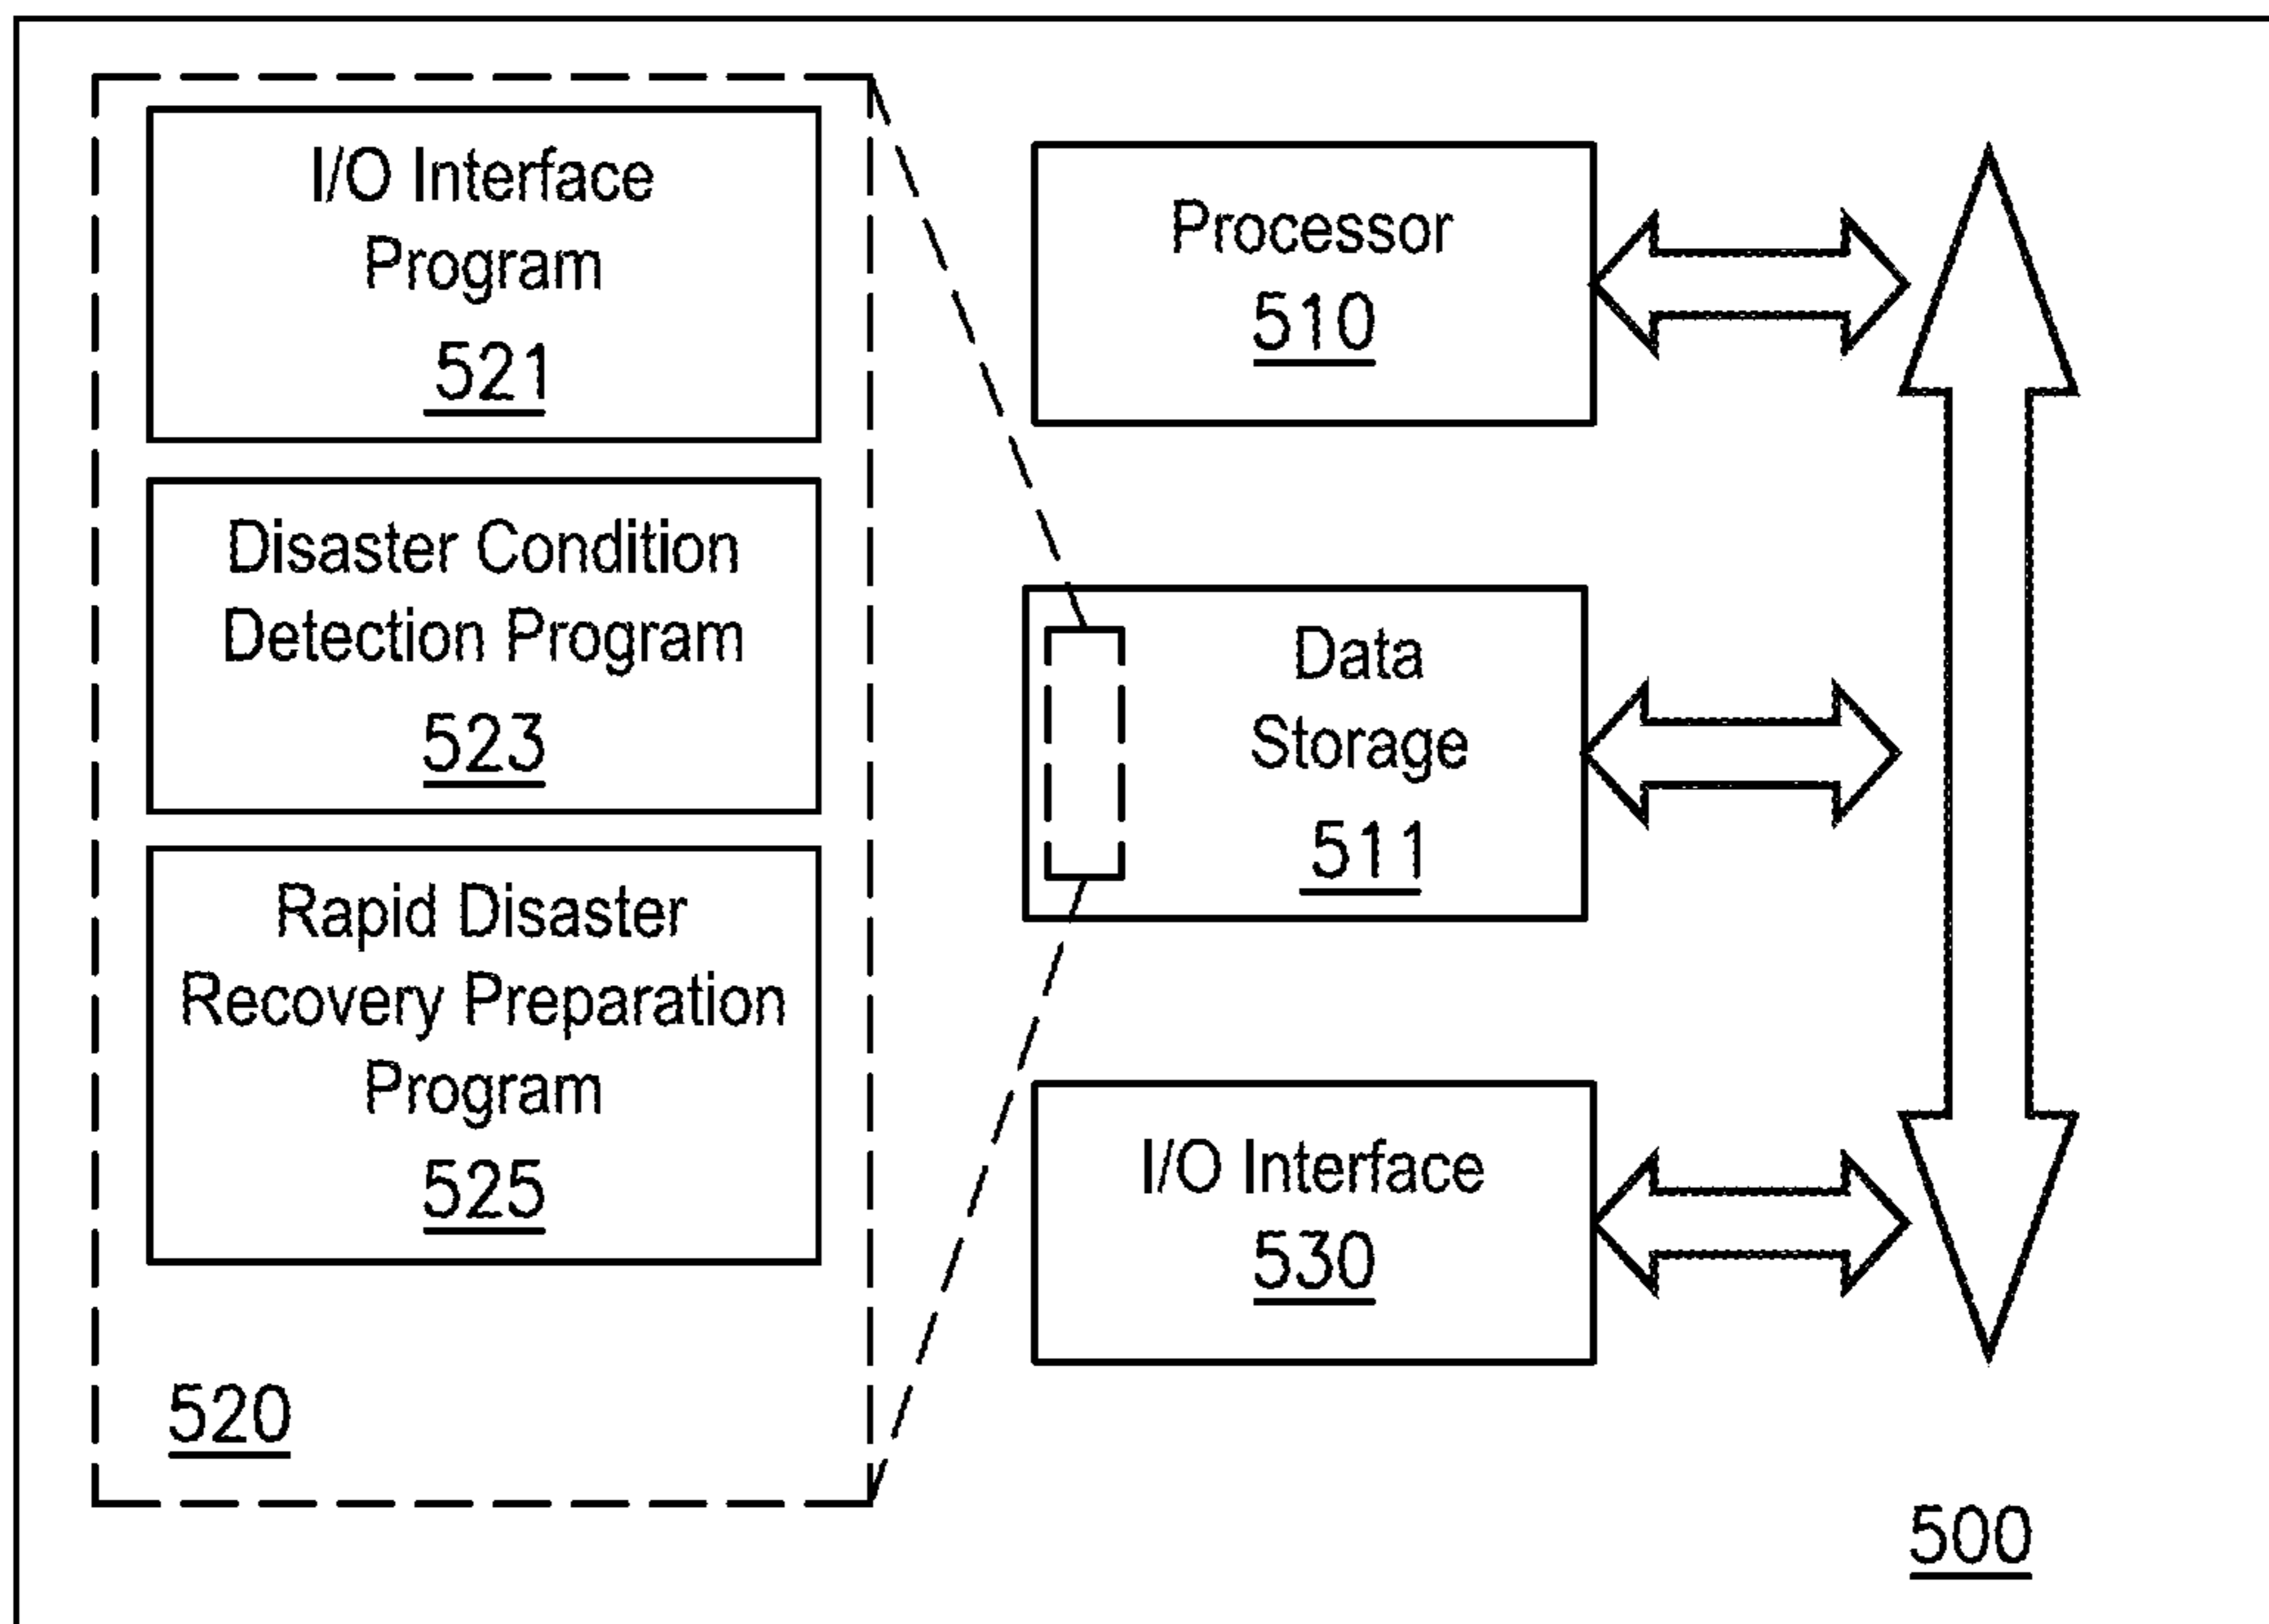 I/O Interface
Program
521
Disaster Condition
Detection Program
523
Rapid Disaster
Recovery Preparation
Program
525
520
Processor
510
Data
Storage
511
I/O Interface
530
500